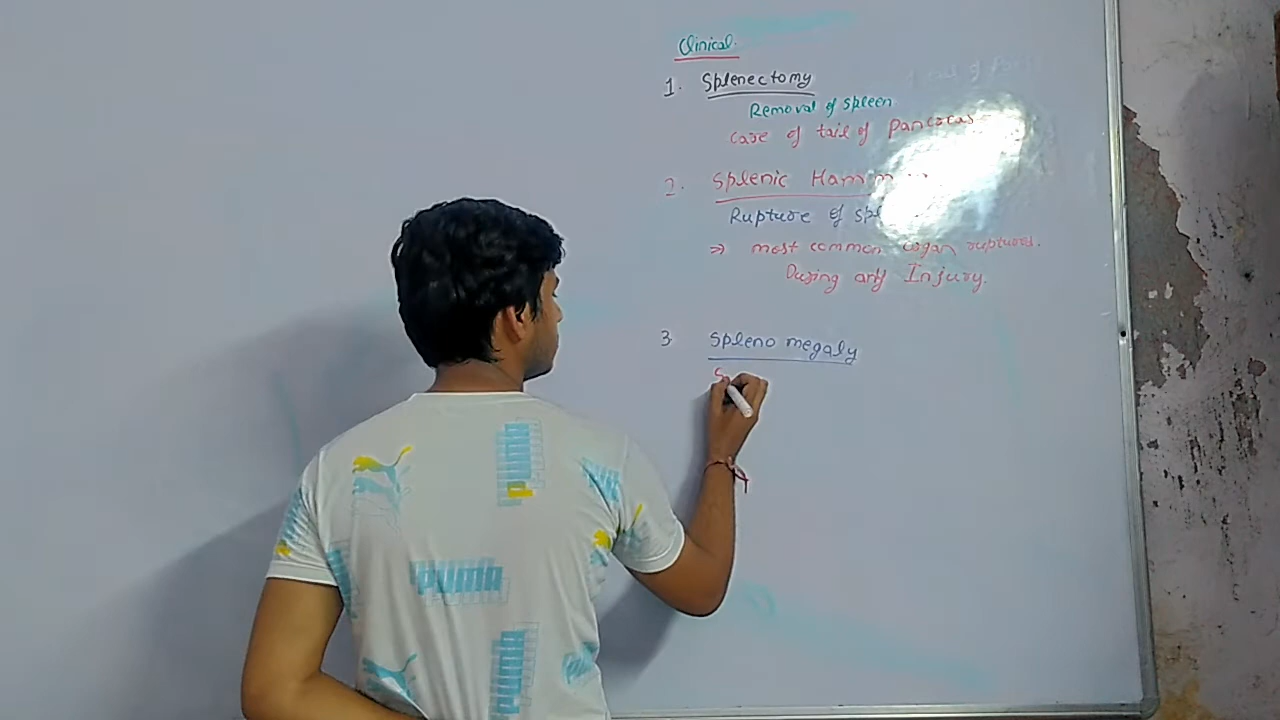 Clinical.
1. Splenectomy
Removal of spleen
Case of tail of Pancreas
2. Splenic
Rupture of
⇒ most common organ ruptured.
During any Injury.
3 Spleno megaly
PUMA